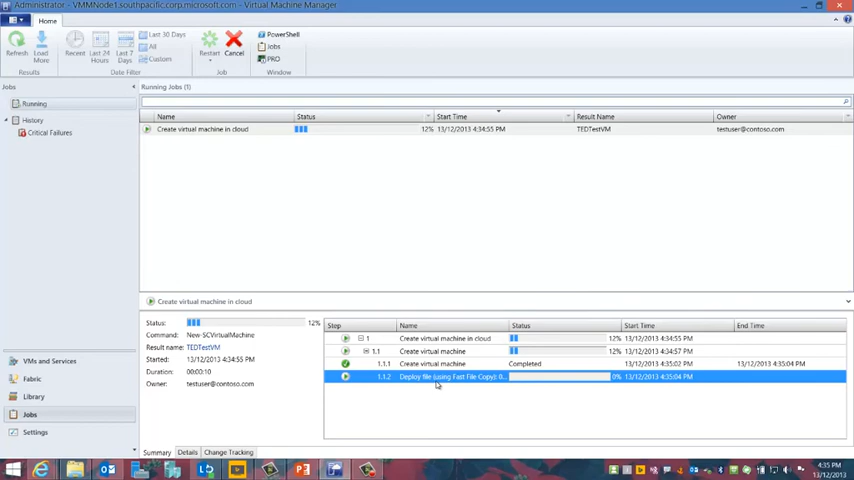 Administrator - VMMNode1.southpacific.corp.microsoft.com - Virtual Machine Manager
Home
Refresh
Load More
Recent
Last 24 Hours
Last 7 Days
Last 30 Days
All
Custom
Restart
Cancel
PowerShell
Jobs
PRO
Results
Date Filter
Job
Window
Jobs
Running
History
Critical Failures
Running Jobs (1)
Name Status Start Time Result Name Owner
Create virtual machine in cloud 12% 13/12/2013 4:34:55 PM TEDTestVM testuser@contoso.com
Create virtual machine in cloud
Status: 12%
Command: New-SCVirtualMachine
Result name: TEDTestVM
Started: 13/12/2013 4:34:55 PM
Duration: 00:00:10
Owner: testuser@contoso.com
Step Name Status Start Time End Time
1 Create virtual machine in cloud 12% 13/12/2013 4:34:55 PM
1.1 Create virtual machine 12% 13/12/2013 4:34:57 PM
1.1.1 Create virtual machine Completed 13/12/2013 4:35:02 PM 13/12/2013 4:35:04 PM
1.1.2 Deploy file (using Fast File Copy): 0... 0% 13/12/2013 4:35:04 PM
VMs and Services
Fabric
Library
Jobs
Settings
Summary Details Change Tracking
4:35 PM
13/12/2013